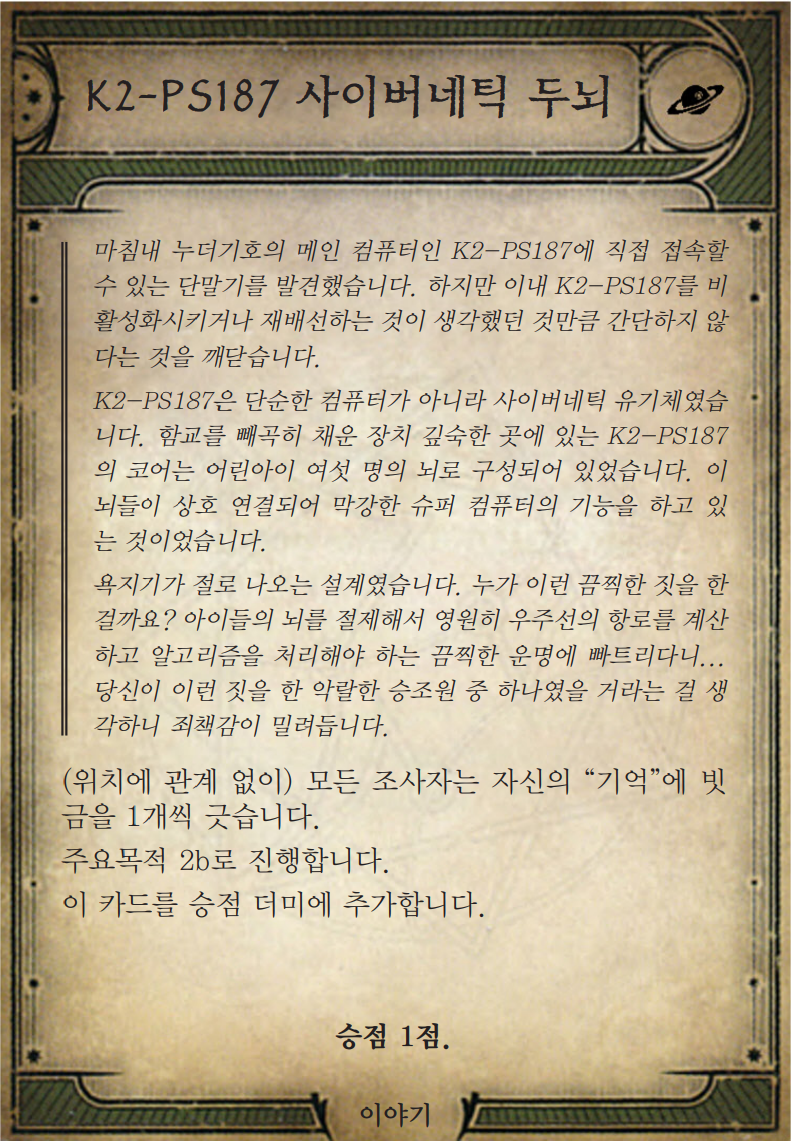 K2-PS187 사이버네틱 두뇌
마침내 누더기호의 메인 컴퓨터인 K2-PS187에 직접 접속할
수 있는 단말기를 발견했습니다. 하지만 이내 K2-PS187를 비
활성화시키거나 재배선하는 것이 생각했던 것만큼 간단하지 않
다는 것을 깨닫습니다.
K2-PS187은 단순한 컴퓨터가 아니라 사이버네틱 유기체였습
니다. 함교를 빼곡히 채운 장치 깊숙한 곳에 있는 K2-PS187
의 코어는 어린아이 여섯 명의 뇌로 구성되어 있었습니다. 이
뇌들이 상호 연결되어 막강한 슈퍼 컴퓨터의 기능을 하고 있
는 것이었습니다.
욕지기가 절로 나오는 설계였습니다. 누가 이런 끔찍한 짓을 한
걸까요? 아이들의 뇌를 절제해서 영원히 우주선의 항로를 계산
하고 알고리즘을 처리해야 하는 끔찍한 운명에 빠트리다니...
당신이 이런 짓을 한 악랄한 승조원 중 하나였을 거라는 걸 생
각하니 죄책감이 밀려듭니다.
(위치에 관계 없이) 모든 조사자는 자신의 “기억”에 빗
금을 1개씩 긋습니다.
주요목적 2b로 진행합니다.
이 카드를 승점 더미에 추가합니다.
승점 1점.
이야기